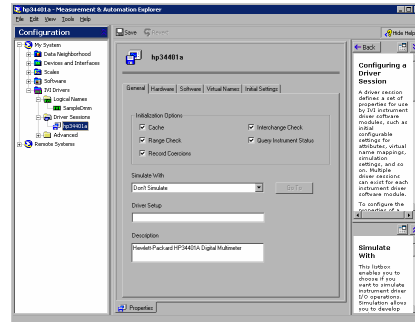 hp34401a - Measurement & Automation Explorer
File Edit View Tools Help
Configuration
My System
Data Neighborhood
Devices and Interfaces
Scales
Software
IVI Drivers
Logical Names
SampleDmm
Driver Sessions
hp34401a
Advanced
Remote Systems
Save Revert
Hide Help
hp34401a
General Hardware Software Virtual Names Initial Settings
Initialization Options
Cache
Interchange Check
Range Check
Query Instrument Status
Record Coercions
Simulate With
Don't Simulate
Go To
Driver Setup
Description
Hewlett-Packard HP34401A Digital Multimeter
Properties
Back
Configuring a
Driver
Session
A driver session
defines a set of
properties for use
by IVI instrument
driver software
modules, such as
initial
configurable
settings for
attributes, virtual
name mappings,
simulation
settings, and so
on. Multiple
driver sessions
can exist for each
instrument driver
software module.
To configure the
properties of a
Simulate
With
This listbox
enables you to
choose if you
want to simulate
instrument driver
I/O operations.
Simulation allows
you to develop